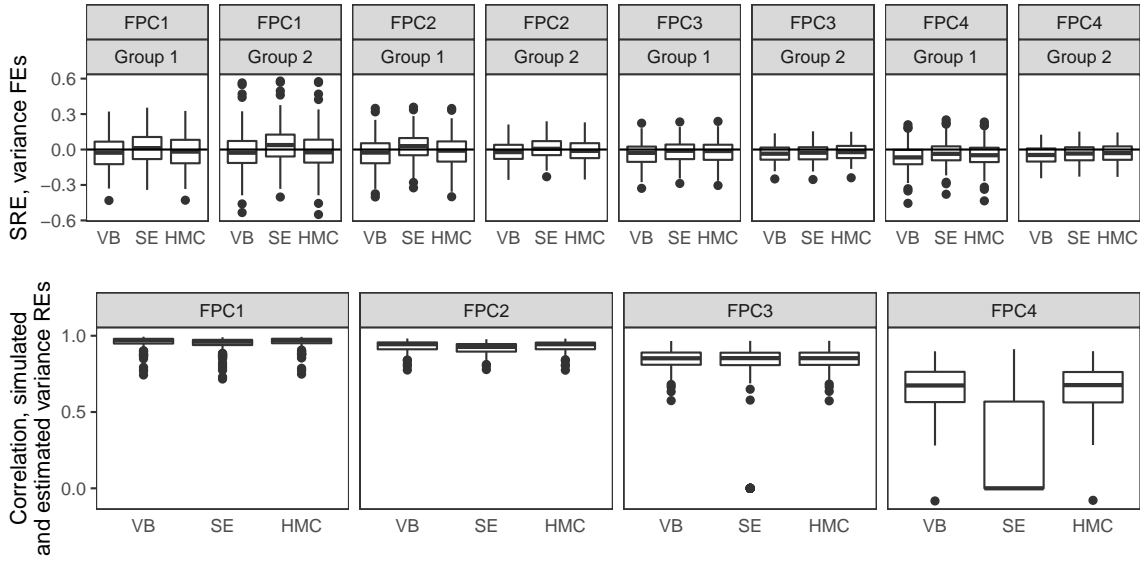 FPC1 FPC1 FPC2 FPC2 FPC3 FPC3 FPC4 FPC4
Group 1 Group 2 Group 1 Group 2 Group 1 Group 2 Group 1 Group 2
SRE, variance FEs
0.6
0.3
0.0
−0.3
−0.6
VB SE HMC VB SE HMC VB SE HMC VB SE HMC VB SE HMC VB SE HMC VB SE HMC VB SE HMC
FPC1 FPC2 FPC3 FPC4
Correlation, simulated
and estimated variance REs
1.0
0.5
0.0
VB SE HMC VB SE HMC VB SE HMC VB SE HMC